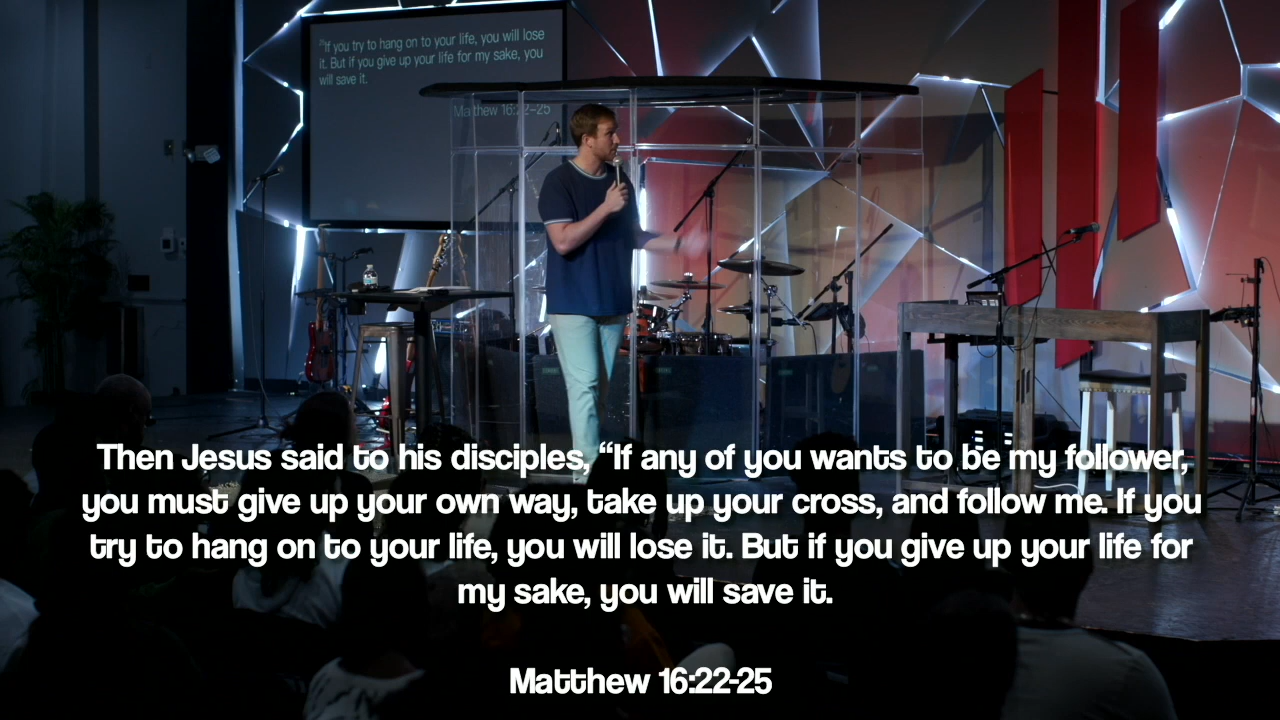 25If you try to hang on to your life, you will lose
it. But if you give up your life for my sake, you
will save it.
Matthew 16:22-25
Then Jesus said to his disciples, “If any of you wants to be my follower,
you must give up your own way, take up your cross, and follow me. If you
try to hang on to your life, you will lose it. But if you give up your life for
my sake, you will save it.
Matthew 16:22-25